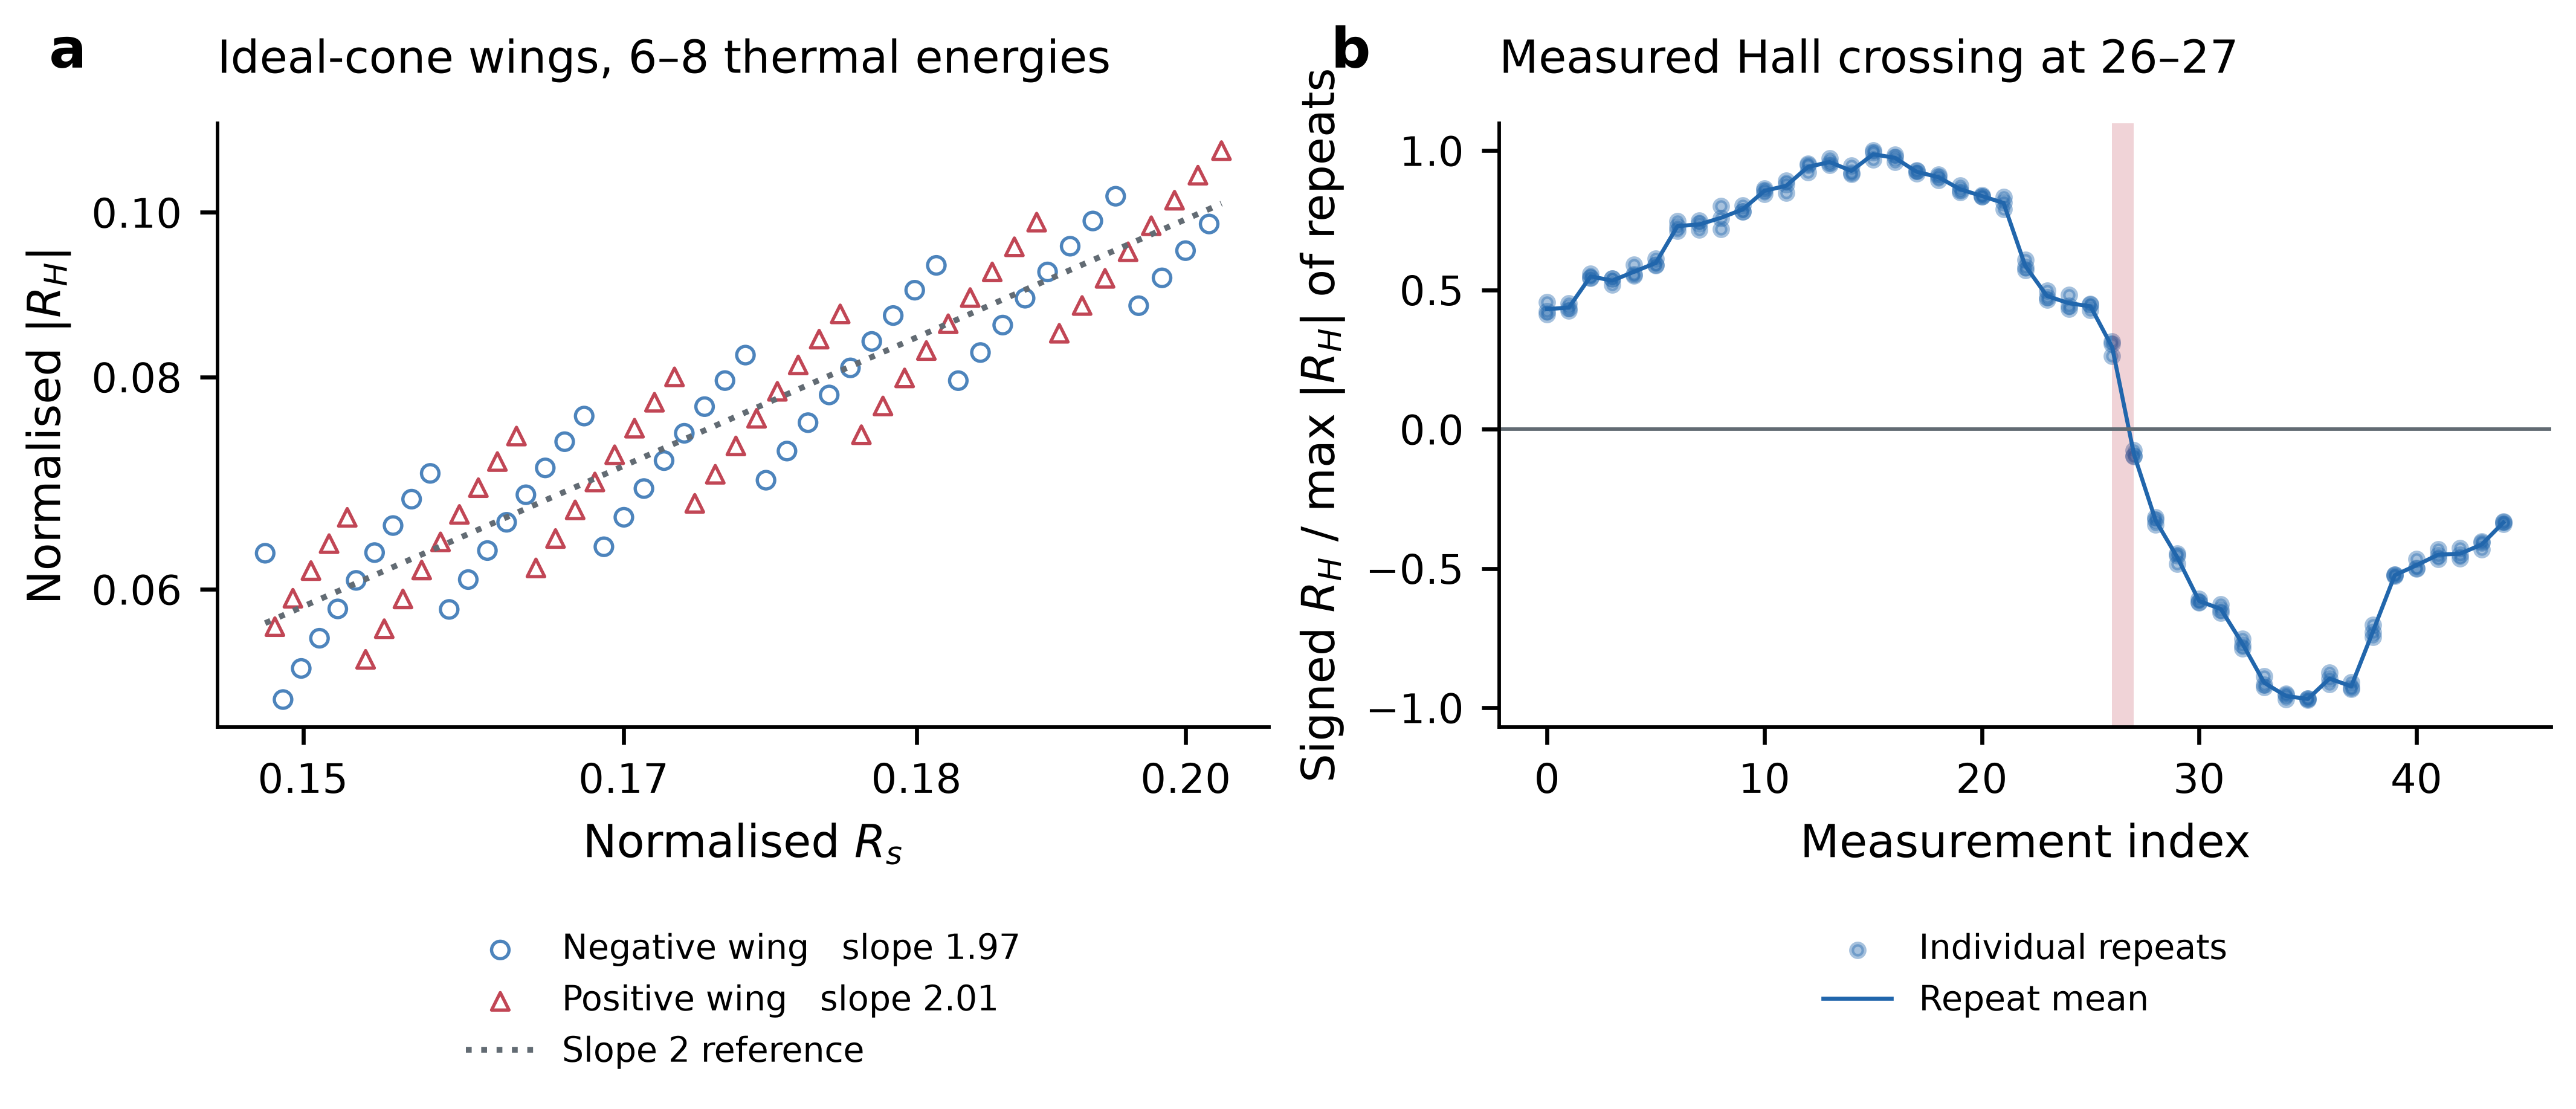 a
Ideal-cone wings, 6–8 thermal energies
Normalised |R_H|
0.10
0.08
0.06
0.15
0.17
0.18
0.20
Normalised R_s
Negative wing slope 1.97
Positive wing slope 2.01
Slope 2 reference
b
Measured Hall crossing at 26–27
Signed R_H / max |R_H| of repeats
1.0
0.5
0.0
−0.5
−1.0
0
10
20
30
40
Measurement index
Individual repeats
Repeat mean